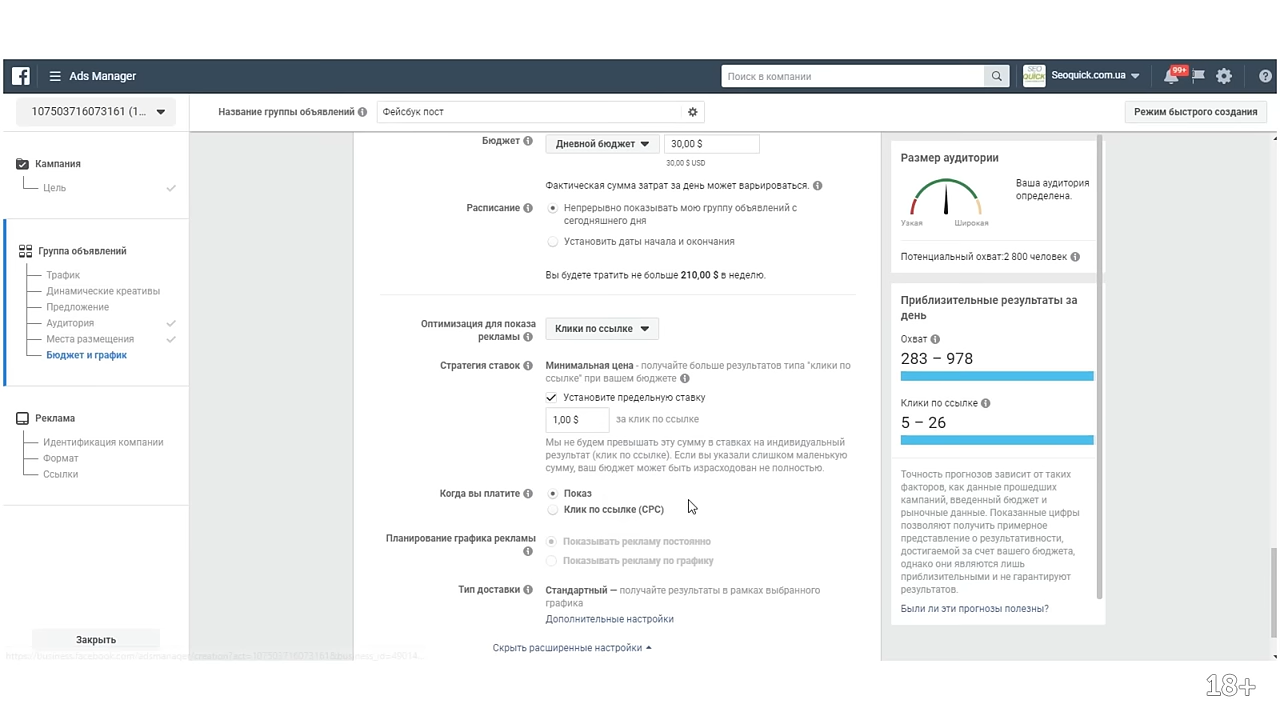 Ads Manager
Поиск в компании
SEO QUICK
Seoquick.com.ua
99+
107503716073161 (1...
Название группы объявлений
Фейсбук пост
Режим быстрого создания
Кампания
Цель
Группа объявлений
Трафик
Динамические креативы
Предложение
Аудитория
Места размещения
Бюджет и график
Реклама
Идентификация компании
Формат
Ссылки
Закрыть
Бюджет
Дневной бюджет
30,00 $
30,00 $ USD
Фактическая сумма затрат за день может варьироваться.
Расписание
Непрерывно показывать мою группу объявлений с
сегодняшнего дня
Установить даты начала и окончания
Вы будете тратить не больше 210,00 $ в неделю.
Оптимизация для показа
рекламы
Клики по ссылке
Стратегия ставок
Минимальная цена - получайте больше результатов типа "клики по
ссылке" при вашем бюджете
Установите предельную ставку
1,00 $
за клик по ссылке
Мы не будем превышать эту сумму в ставках на индивидуальный
результат (клик по ссылке). Если вы указали слишком маленькую
сумму, ваш бюджет может быть израсходован не полностью.
Когда вы платите
Показ
Клик по ссылке (CPC)
Планирование графика рекламы
Показывать рекламу постоянно
Показывать рекламу по графику
Тип доставки
Стандартный — получайте результаты в рамках выбранного
графика
Дополнительные настройки
Скрыть расширенные настройки
Размер аудитории
Ваша аудитория
определена.
Узкая
Широкая
Потенциальный охват:2 800 человек
Приблизительные результаты за
день
Охват
283 – 978
Клики по ссылке
5 – 26
Точность прогнозов зависит от таких
факторов, как данные прошедших
кампаний, введенный бюджет и
рыночные данные. Показанные цифры
позволяют получить примерное
представление о результативности,
достигаемой за счет вашего бюджета,
однако они являются лишь
приблизительными и не гарантируют
результатов.
Были ли эти прогнозы полезны?
18+